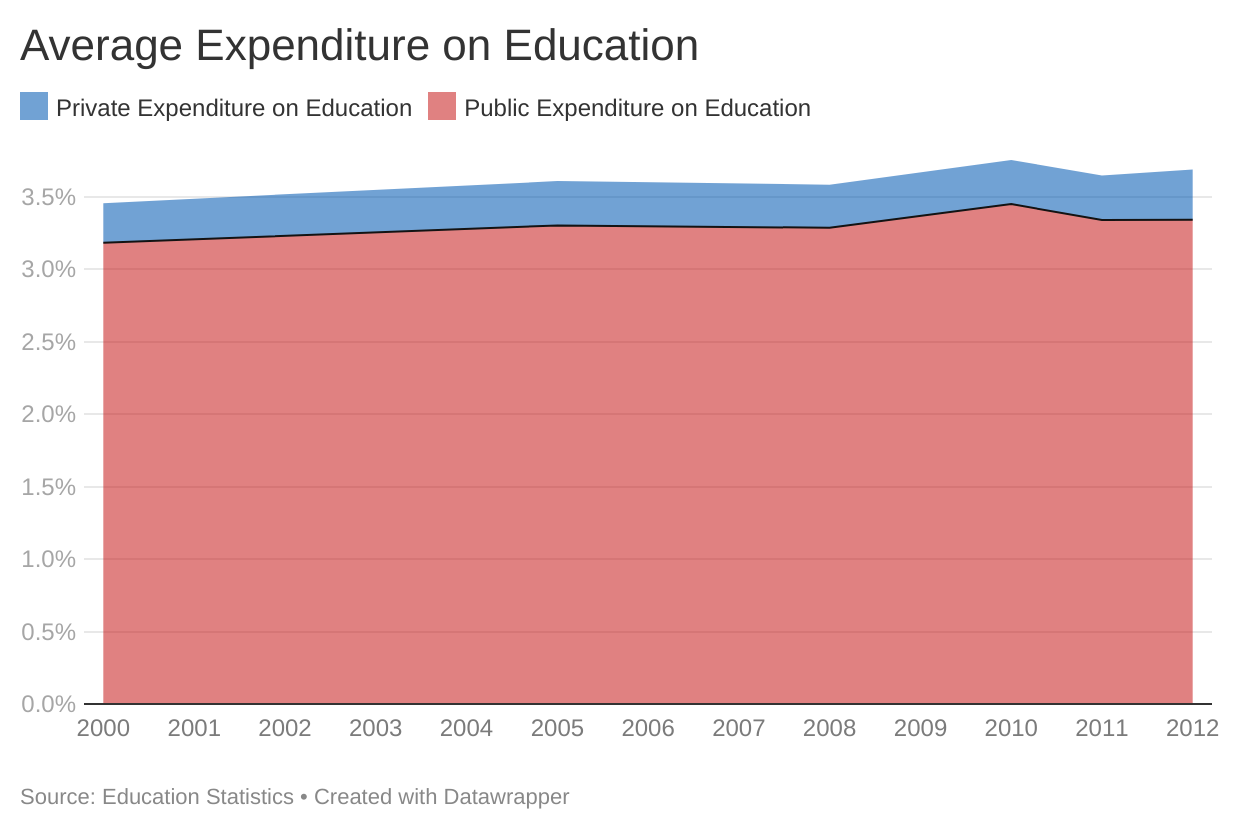 Average Expenditure on Education
Private Expenditure on Education Public Expenditure on Education
3.5%
3.0%
2.5%
2.0%
1.5%
1.0%
0.5%
0.0%
2000 2001 2002 2003 2004 2005 2006 2007 2008 2009 2010 2011 2012
Source: Education Statistics • Created with Datawrapper